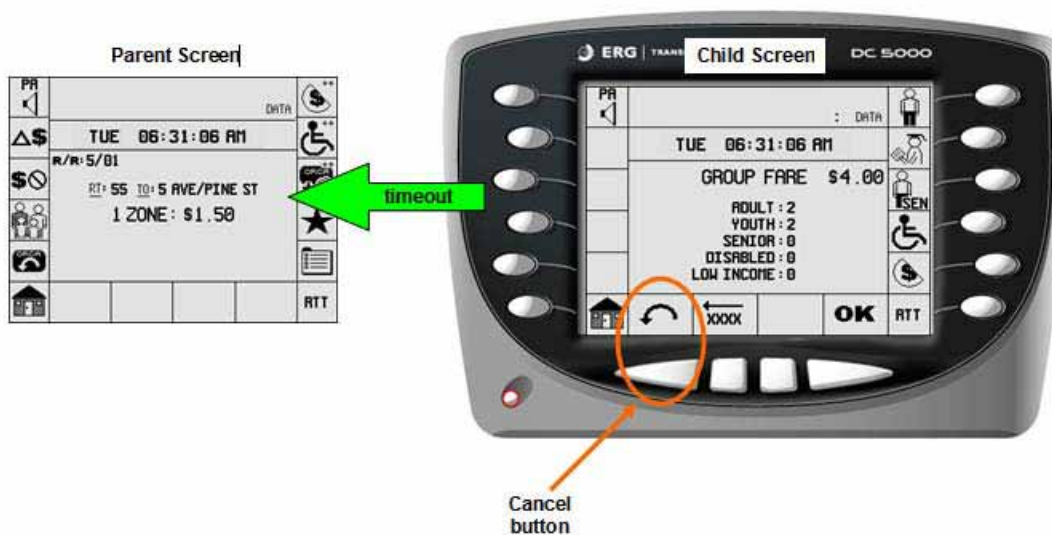 Parent Screen
PA
DATA
$
++
Δ$
TUE 06:31:06 AM
++
R/R:5/01
++
$
RT: 55 TO: 5 AVE/PINE ST
ORCA
1 ZONE: $1.50
ORCA
RTT
timeout
ERG
Child Screen
DC 5000
PA
: DATA
TUE 06:31:06 AM
GROUP FARE $4.00
SEN
ADULT:2
YOUTH:2
SENIOR:0
DISABLED:0
LOW INCOME:0
$
XXXX
OK
RTT
Cancel
button